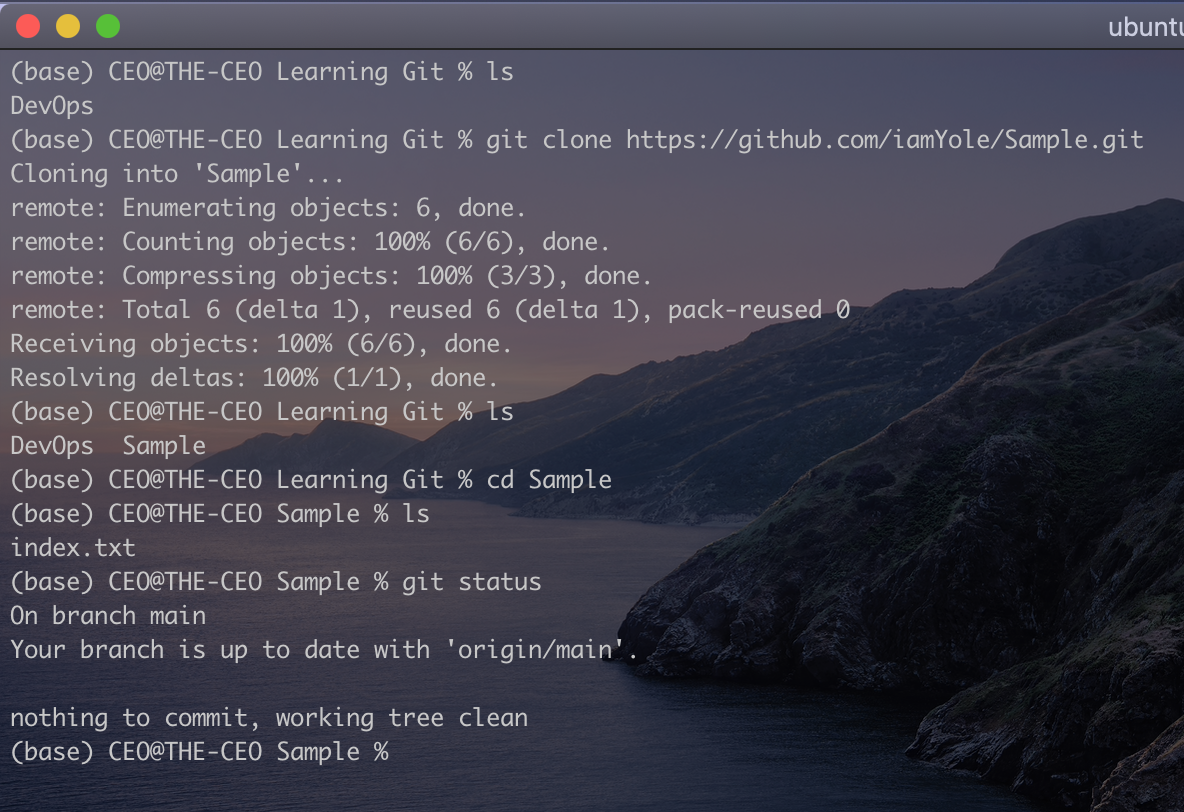 ubuntu
(base) CEO@THE-CEO Learning Git % ls
DevOps
(base) CEO@THE-CEO Learning Git % git clone https://github.com/iamYole/Sample.git
Cloning into 'Sample'...
remote: Enumerating objects: 6, done.
remote: Counting objects: 100% (6/6), done.
remote: Compressing objects: 100% (3/3), done.
remote: Total 6 (delta 1), reused 6 (delta 1), pack-reused 0
Receiving objects: 100% (6/6), done.
Resolving deltas: 100% (1/1), done.
(base) CEO@THE-CEO Learning Git % ls
DevOps  Sample
(base) CEO@THE-CEO Learning Git % cd Sample
(base) CEO@THE-CEO Sample % ls
index.txt
(base) CEO@THE-CEO Sample % git status
On branch main
Your branch is up to date with 'origin/main'.

nothing to commit, working tree clean
(base) CEO@THE-CEO Sample %